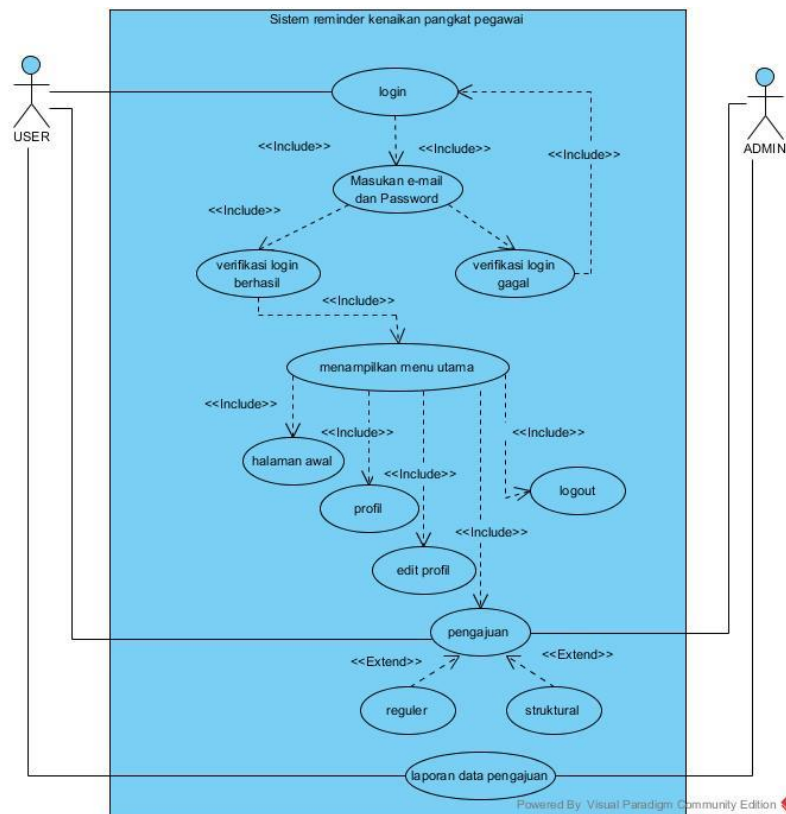 Sistem reminder kenaikan pangkat pegawai
login
USER
ADMIN
<<Include>>
<<Include>>
<<Include>>
Masukan e-mail
dan Password
<<Include>>
verifikasi login
berhasil
verifikasi login
gagal
<<Include>>
menampilkan menu utama
<<Include>>
<<Include>>
<<Include>>
halaman awal
<<Include>>
logout
profil
<<Include>>
edit profil
pengajuan
<<Extend>>
<<Extend>>
reguler
struktural
laporan data pengajuan
Powered By Visual Paradigm Community Edition